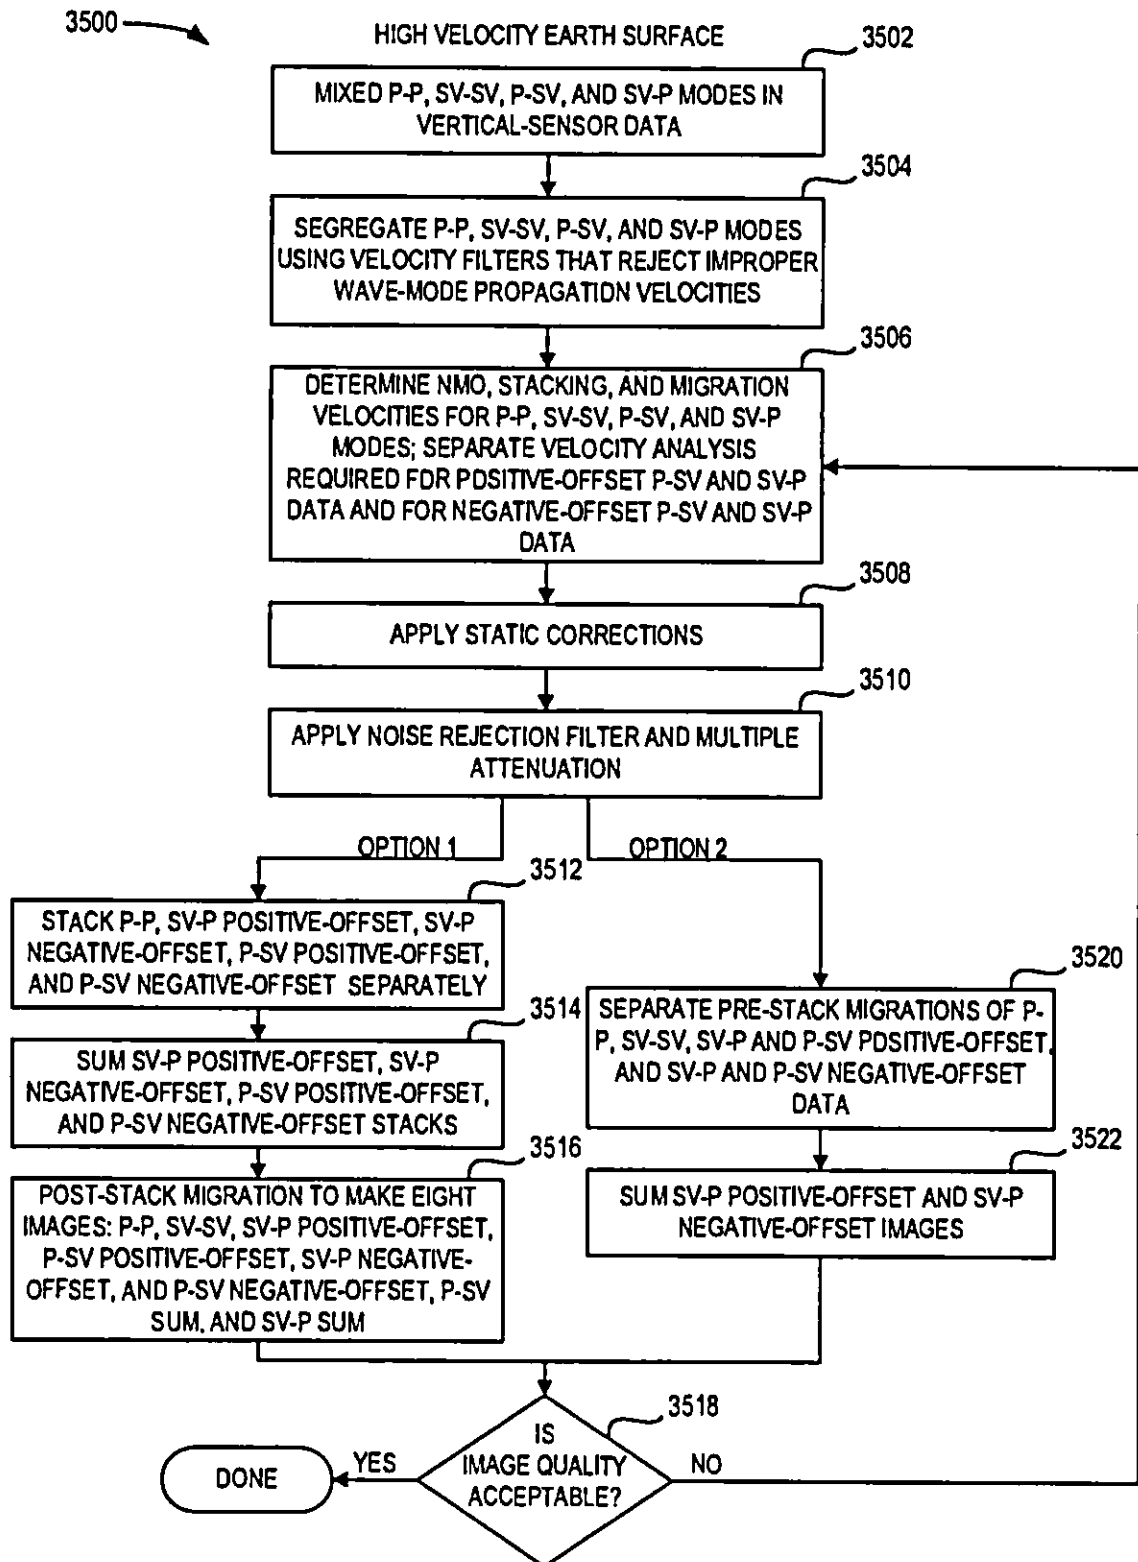 3500
HIGH VELOCITY EARTH SURFACE
3502
MIXED P-P, SV-SV, P-SV, AND SV-P MODES IN
VERTICAL-SENSOR DATA
3504
SEGREGATE P-P, SV-SV, P-SV, AND SV-P MODES
USING VELOCITY FILTERS THAT REJECT IMPROPER
WAVE-MODE PROPAGATION VELOCITIES
3506
DETERMINE NMO, STACKING, AND MIGRATION
VELOCITIES FOR P-P, SV-SV, P-SV, AND SV-P
MODES; SEPARATE VELOCITY ANALYSIS
REQUIRED FOR POSITIVE-OFFSET P-SV AND SV-P
DATA AND FOR NEGATIVE-OFFSET P-SV AND SV-P
DATA
3508
APPLY STATIC CORRECTIONS
3510
APPLY NOISE REJECTION FILTER AND MULTIPLE
ATTENUATION
OPTION 1
OPTION 2
3512
STACK P-P, SV-P POSITIVE-OFFSET, SV-P
NEGATIVE-OFFSET, P-SV POSITIVE-OFFSET,
AND P-SV NEGATIVE-OFFSET SEPARATELY
3514
SUM SV-P POSITIVE-OFFSET, SV-P
NEGATIVE-OFFSET, P-SV POSITIVE-OFFSET,
AND P-SV NEGATIVE-OFFSET STACKS
3516
POST-STACK MIGRATION TO MAKE EIGHT
IMAGES: P-P, SV-SV, SV-P POSITIVE-OFFSET,
P-SV POSITIVE-OFFSET, SV-P NEGATIVE-
OFFSET, AND P-SV NEGATIVE-OFFSET, P-SV
SUM, AND SV-P SUM
3520
SEPARATE PRE-STACK MIGRATIONS OF P-
P, SV-SV, SV-P AND P-SV POSITIVE-OFFSET,
AND SV-P AND P-SV NEGATIVE-OFFSET
DATA
3522
SUM SV-P POSITIVE-OFFSET AND SV-P
NEGATIVE-OFFSET IMAGES
3518
IS
IMAGE QUALITY
ACCEPTABLE?
YES
NO
DONE